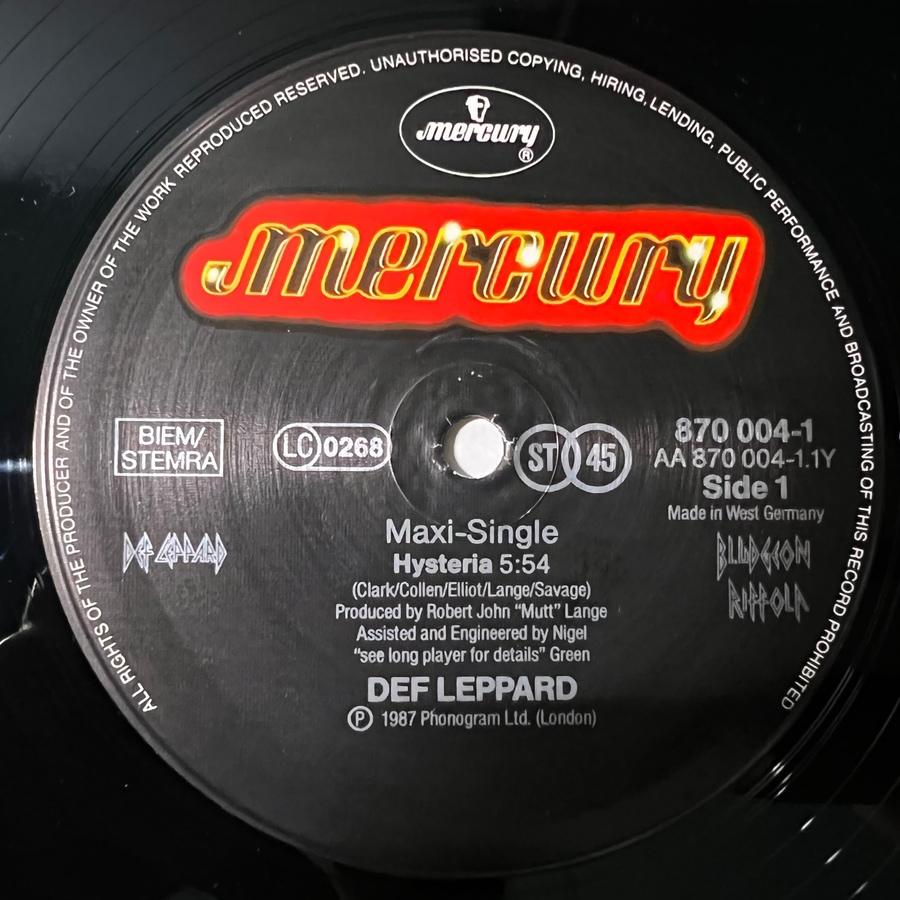 ALL RIGHTS OF THE PRODUCER AND OF THE OWNER OF THE WORK REPRODUCED RESERVED. UNAUTHORISED COPYING, HIRING, LENDING, PUBLIC PERFORMANCE AND BROADCASTING OF THIS RECORD PROHIBITED
mercury
®
mercury
BIEM/
STEMRA
LC 0268
ST 45
870 004-1
AA 870 004-1.1Y
Side 1
Made in West Germany
DEF LEPPARD
BLUDGEON
RIFFOLA
Maxi-Single
Hysteria 5:54
(Clark/Collen/Elliot/Lange/Savage)
Produced by Robert John “Mutt” Lange
Assisted and Engineered by Nigel
“see long player for details” Green
DEF LEPPARD
℗ 1987 Phonogram Ltd. (London)